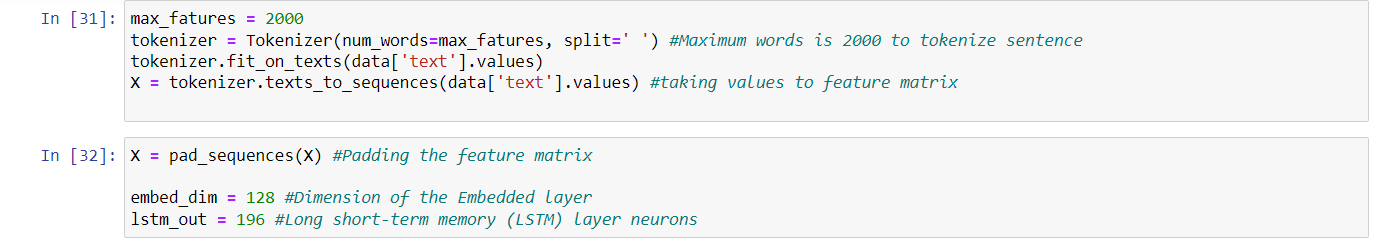 In [31]: max_fatures = 2000
tokenizer = Tokenizer(num_words=max_fatures, split=' ') #Maximum words is 2000 to tokenize sentence
tokenizer.fit_on_texts(data['text'].values)
X = tokenizer.texts_to_sequences(data['text'].values) #taking values to feature matrix
In [32]: X = pad_sequences(X) #Padding the feature matrix
embed_dim = 128 #Dimension of the Embedded layer
lstm_out = 196 #Long short-term memory (LSTM) layer neurons